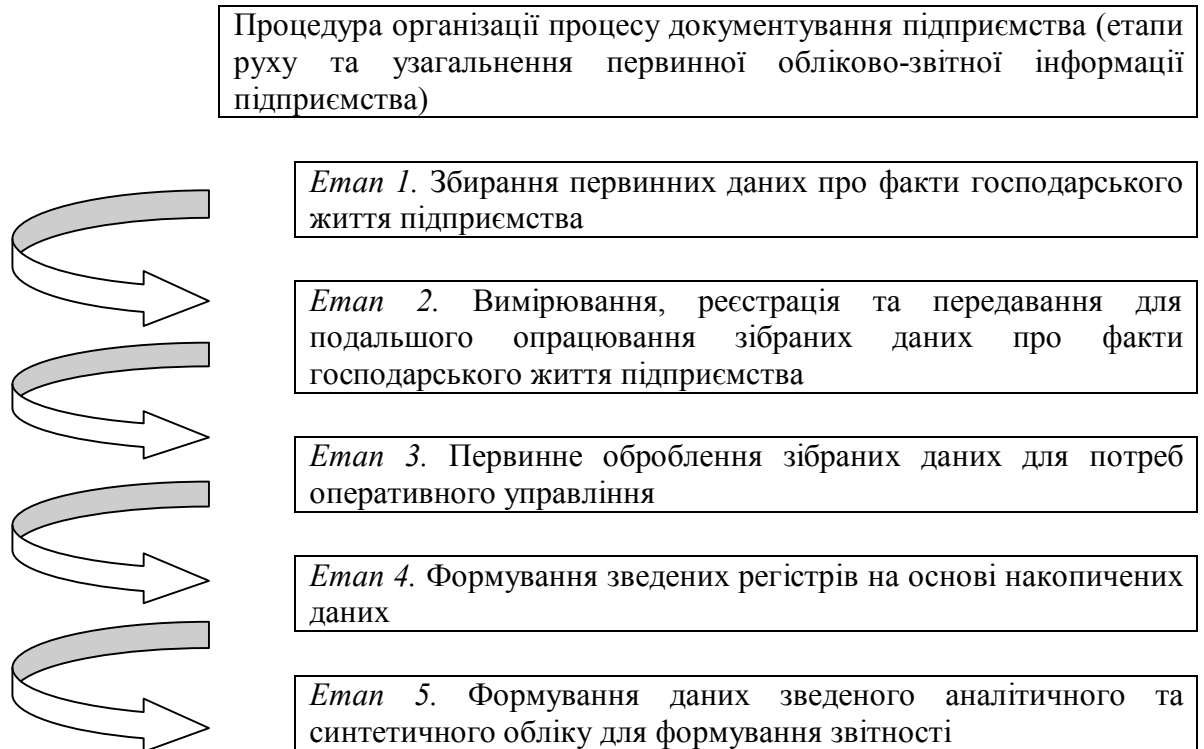 Процедура організації процесу документування підприємства (етапи
руху та узагальнення первинної обліково-звітної інформації
підприємства)
Етап 1. Збирання первинних даних про факти господарського
життя підприємства
Етап 2. Вимірювання, реєстрація та передавання для
подальшого опрацювання зібраних даних про факти
господарського життя підприємства
Етап 3. Первинне оброблення зібраних даних для потреб
оперативного управління
Етап 4. Формування зведених регістрів на основі накопичених
даних
Етап 5. Формування даних зведеного аналітичного та
синтетичного обліку для формування звітності